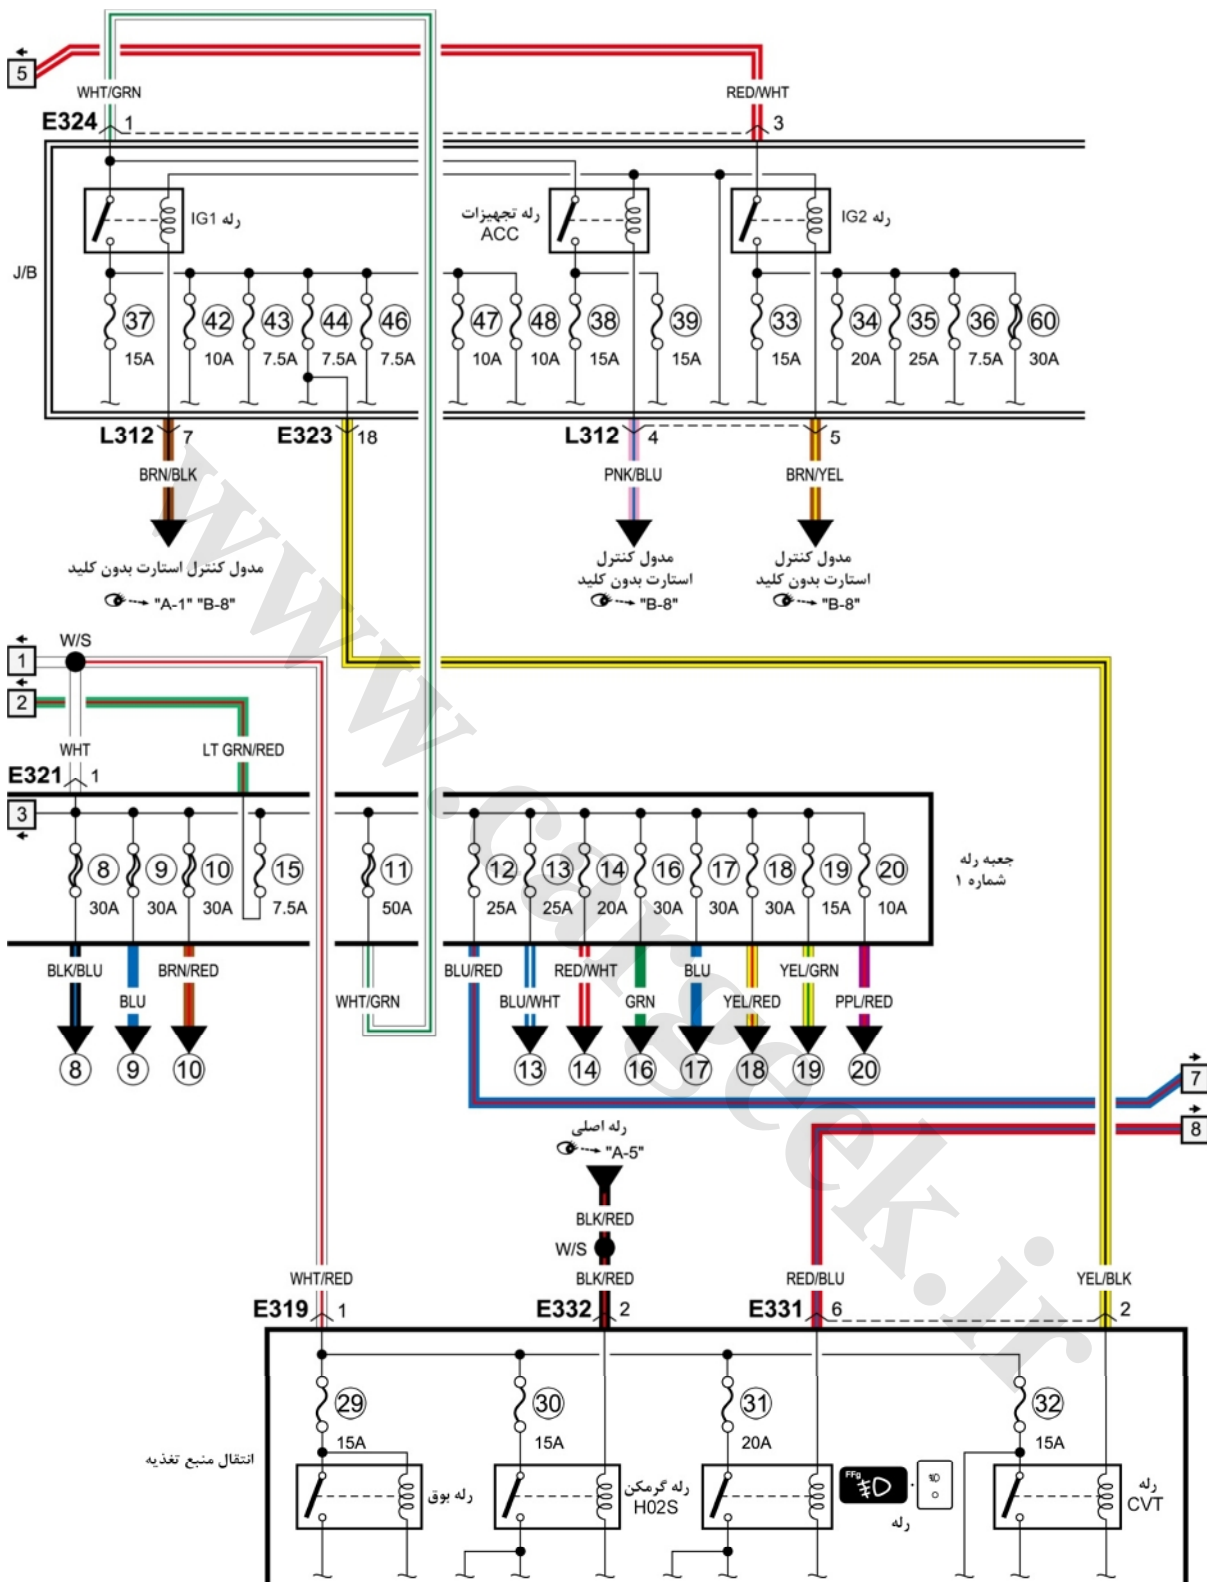 5
WHT/GRN
RED/WHT
E324 1
3
رله IG1
رله تجهیزات
ACC
رله IG2
J/B
37 42 43 44 46 47 48 38 39 33 34 35 36 60
15A 10A 7.5A 7.5A 7.5A 10A 10A 15A 15A 15A 20A 25A 7.5A 30A
L312 7 E323 18 L312 4 5
BRN/BLK PNK/BLU BRN/YEL
مدول کنترل استارت بدون کلید
"A-1" "B-8"
مدول کنترل
استارت بدون کلید
"B-8"
مدول کنترل
استارت بدون کلید
"B-8"
W/S
1
2
WHT LT GRN/RED
E321 1
3
8 9 10 15 11 12 13 14 16 17 18 19 20
30A 30A 30A 7.5A 50A 25A 25A 20A 30A 30A 30A 15A 10A
جعبه رله
شماره ۱
BLK/BLU BRN/RED BLU/RED RED/WHT BLU YEL/GRN
BLU WHT/GRN BLU/WHT GRN YEL/RED PPL/RED
8 9 10 13 14 16 17 18 19 20
7
8
رله اصلی
"A-5"
BLK/RED
W/S
WHT/RED BLK/RED RED/BLU YEL/BLK
E319 1 E332 2 E331 6 2
29 30 31 32
15A 15A 20A 15A
انتقال منبع تغذیه
رله بوق
رله گرمکن
H02S
FFg
رله
رله
CVT
www.cargeek.ir